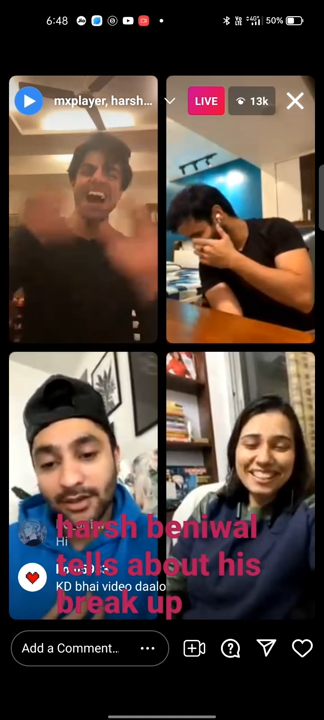 6:48
50%
mxplayer, harsh...
LIVE
13k
harsh beniwal
Hi
tells about his
KD bhai video daalo
break up
Add a Comment...